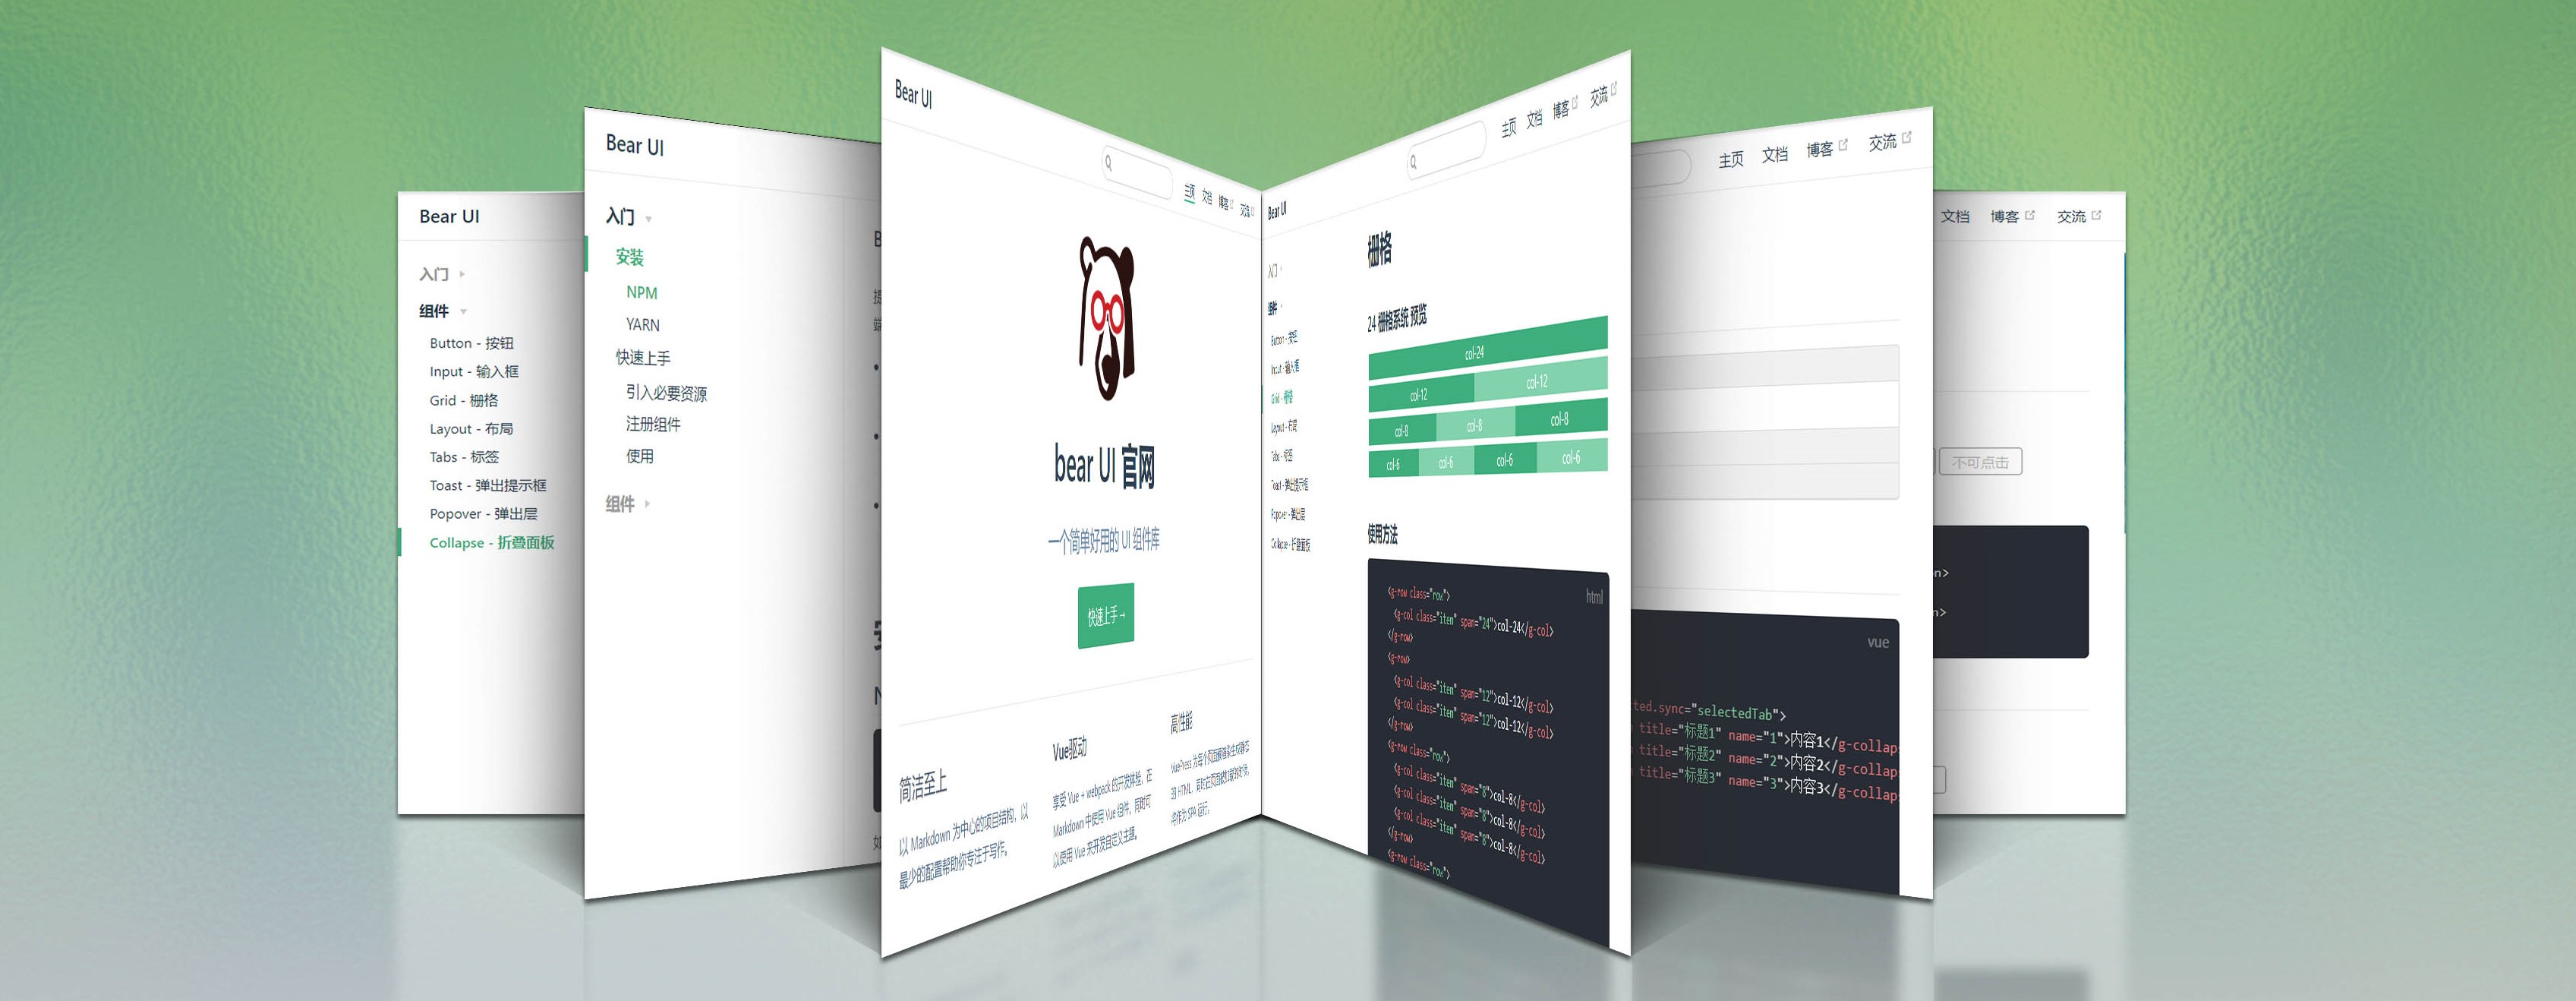 Bear UI
入门
组件
Button - 按钮
Input - 输入框
Grid - 栅格
Layout - 布局
Tabs - 标签
Toast - 弹出提示框
Popover - 弹出层
Collapse - 折叠面板
Bear UI
入门
安装
NPM
YARN
快速上手
引入必要资源
注册组件
使用
组件
Bear UI
主页 文档 博客 交流
bear UI 官网
一个简单好用的 UI 组件库
快速上手 →
简洁至上
以 Markdown 为中心的项目结构，以
最少的配置帮助你专注于写作。
Vue驱动
享受 Vue + webpack 的开发体验，在
Markdown 中使用 Vue 组件，同时可
以使用 Vue 来开发自定义主题。
高性能
VuePress 为每个页面预渲染生成静态
的 HTML，同时在页面被加载的时候，
将作为 SPA 运行。
Bear UI
主页 文档 博客 交流
入门
组件
Button - 按钮
Input - 输入框
Grid - 栅格
Layout - 布局
Tabs - 标签
Toast - 弹出提示框
Popover - 弹出层
Collapse - 折叠面板
栅格
24 栅格系统 预览
col-24
col-12 col-12
col-8 col-8 col-8
col-6 col-6 col-6 col-6
使用方法
html
<g-row class="row">
<g-col class="item" span="24">col-24</g-col>
</g-row>
<g-row>
<g-col class="item" span="12">col-12</g-col>
<g-col class="item" span="12">col-12</g-col>
</g-row>
<g-row class="row">
<g-col class="item" span="8">col-8</g-col>
<g-col class="item" span="8">col-8</g-col>
<g-col class="item" span="8">col-8</g-col>
</g-row>
<g-row class="row">
主页 文档 博客 交流
vue
ted.sync="selectedTab">
title="标题1" name="1">内容1</g-collap
title="标题2" name="2">内容2</g-collap
title="标题3" name="3">内容3</g-collap
文档 博客 交流
不可点击
n>
n>